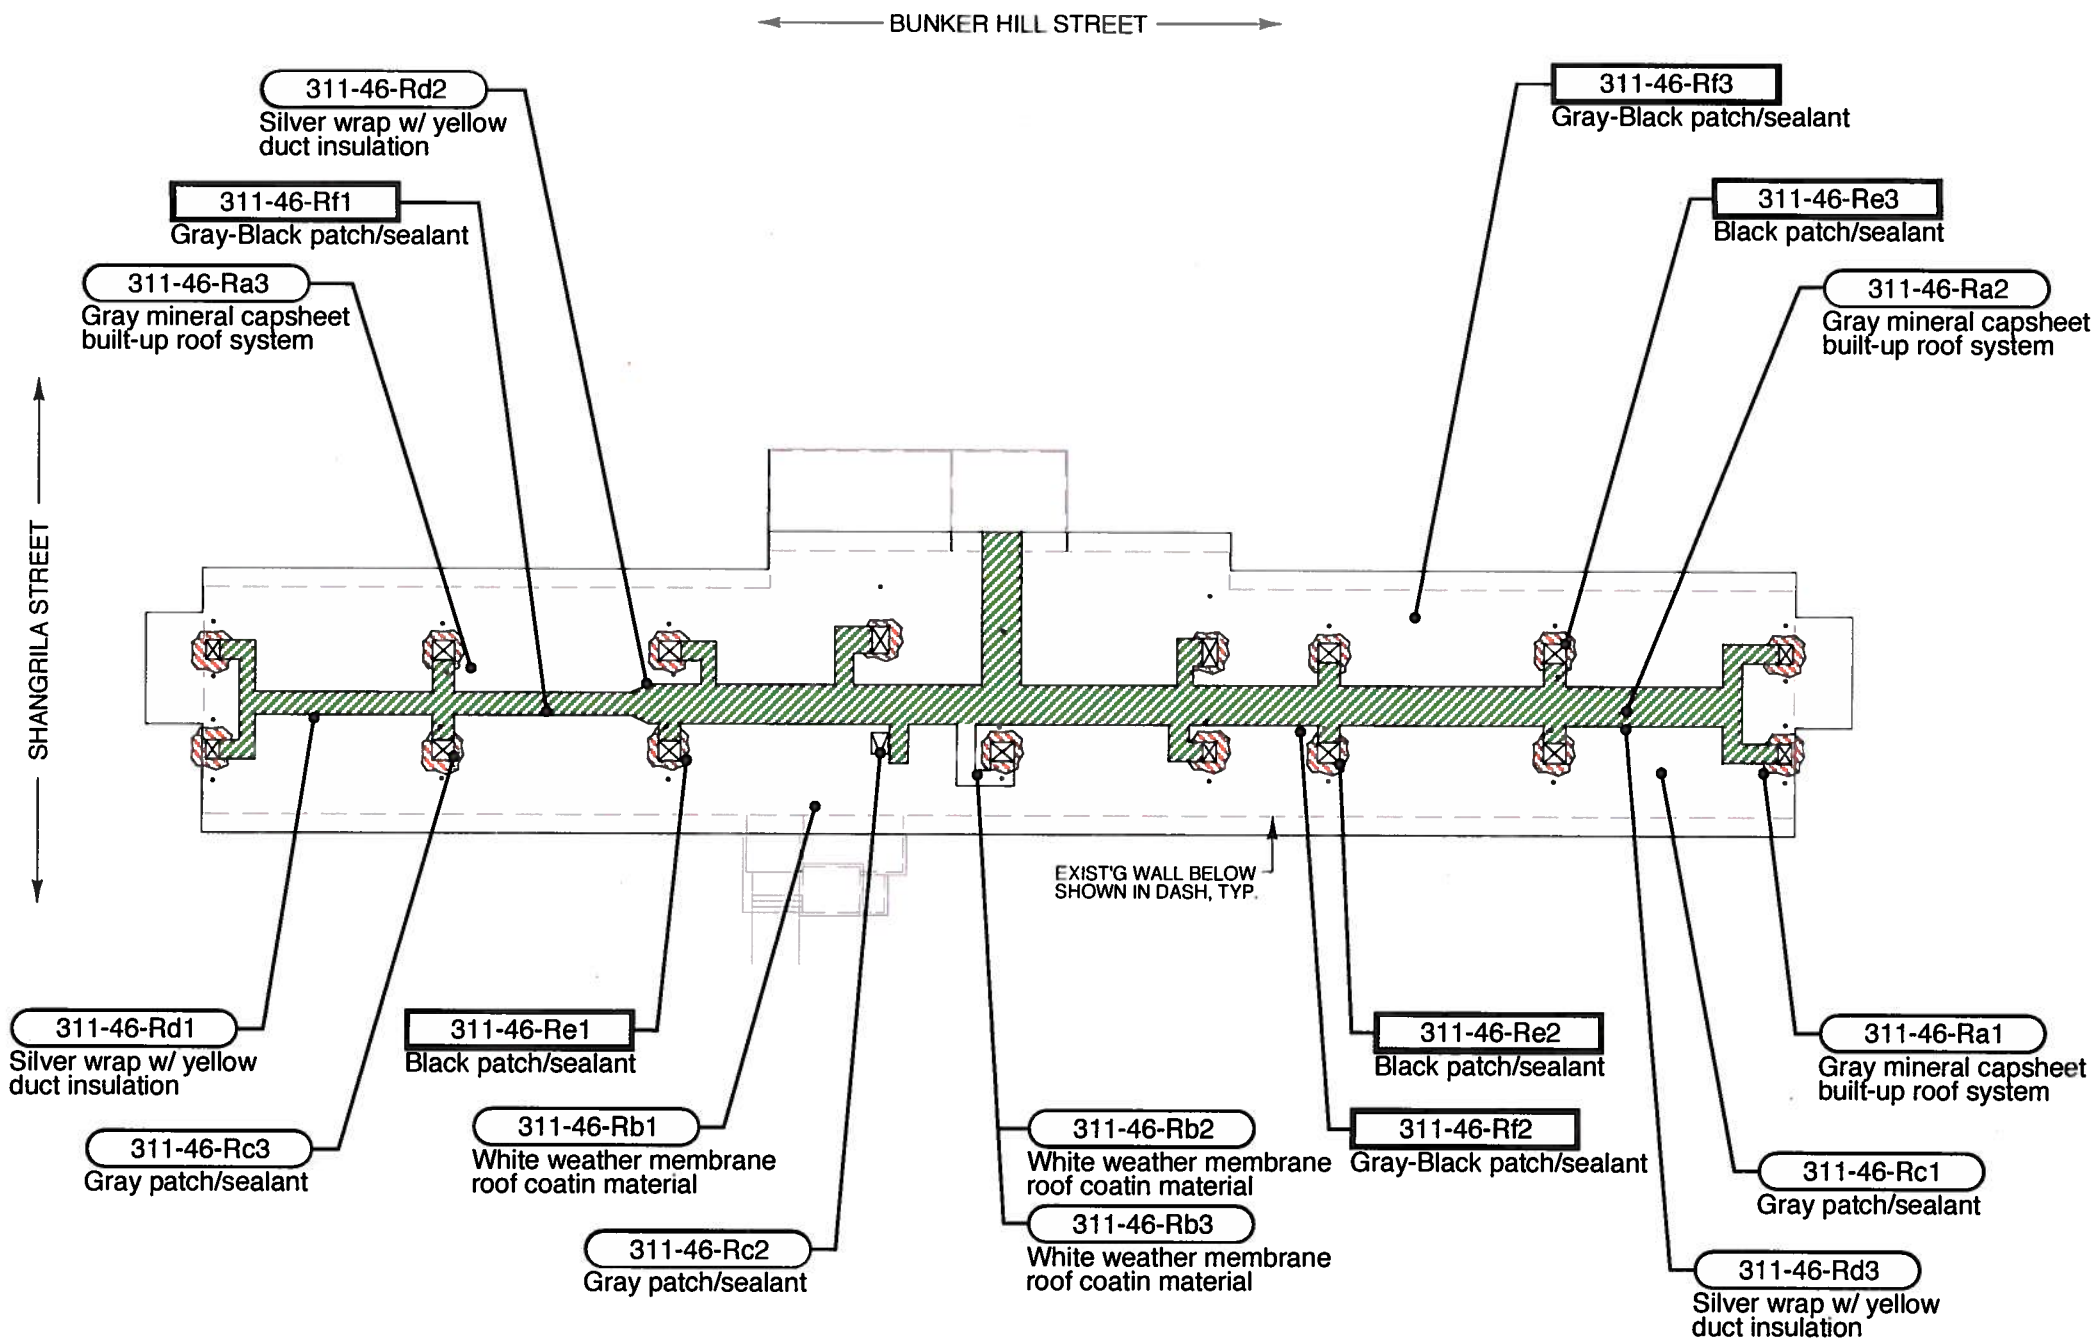 BUNKER HILL STREET
311-46-Rd2
Silver wrap w/ yellow
duct insulation
311-46-Rf3
Gray-Black patch/sealant
311-46-Rf1
Gray-Black patch/sealant
311-46-Re3
Black patch/sealant
311-46-Ra3
Gray mineral capsheet
built-up roof system
311-46-Ra2
Gray mineral capsheet
built-up roof system
SHANGRILA STREET
EXIST'G WALL BELOW
SHOWN IN DASH, TYP.
311-46-Rd1
Silver wrap w/ yellow
duct insulation
311-46-Re1
Black patch/sealant
311-46-Re2
Black patch/sealant
311-46-Ra1
Gray mineral capsheet
built-up roof system
311-46-Rc3
Gray patch/sealant
311-46-Rb1
White weather membrane
roof coatin material
311-46-Rb2
White weather membrane
roof coatin material
311-46-Rf2
Gray-Black patch/sealant
311-46-Rc1
Gray patch/sealant
311-46-Rc2
Gray patch/sealant
311-46-Rb3
White weather membrane
roof coatin material
311-46-Rd3
Silver wrap w/ yellow
duct insulation